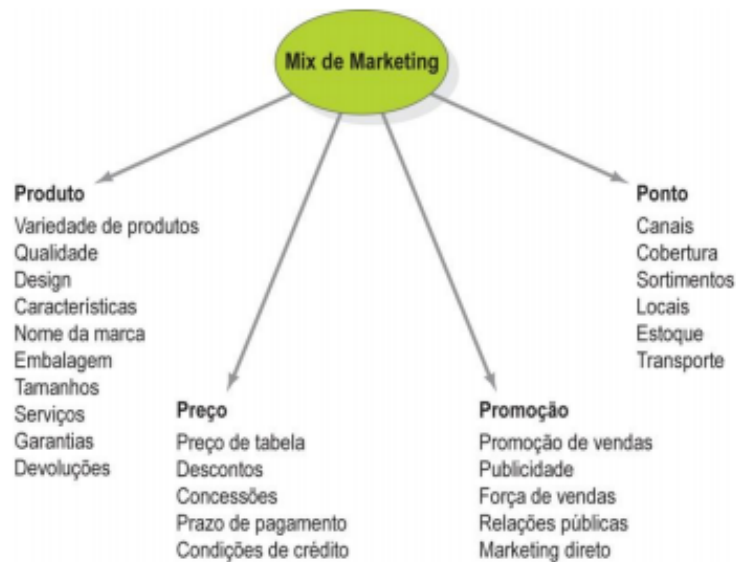 Mix de Marketing
Produto
Variedade de produtos
Qualidade
Design
Características
Nome da marca
Embalagem
Tamanhos
Serviços
Garantias
Devoluções
Preço
Preço de tabela
Descontos
Concessões
Prazo de pagamento
Condições de crédito
Promoção
Promoção de vendas
Publicidade
Força de vendas
Relações públicas
Marketing direto
Ponto
Canais
Cobertura
Sortimentos
Locais
Estoque
Transporte